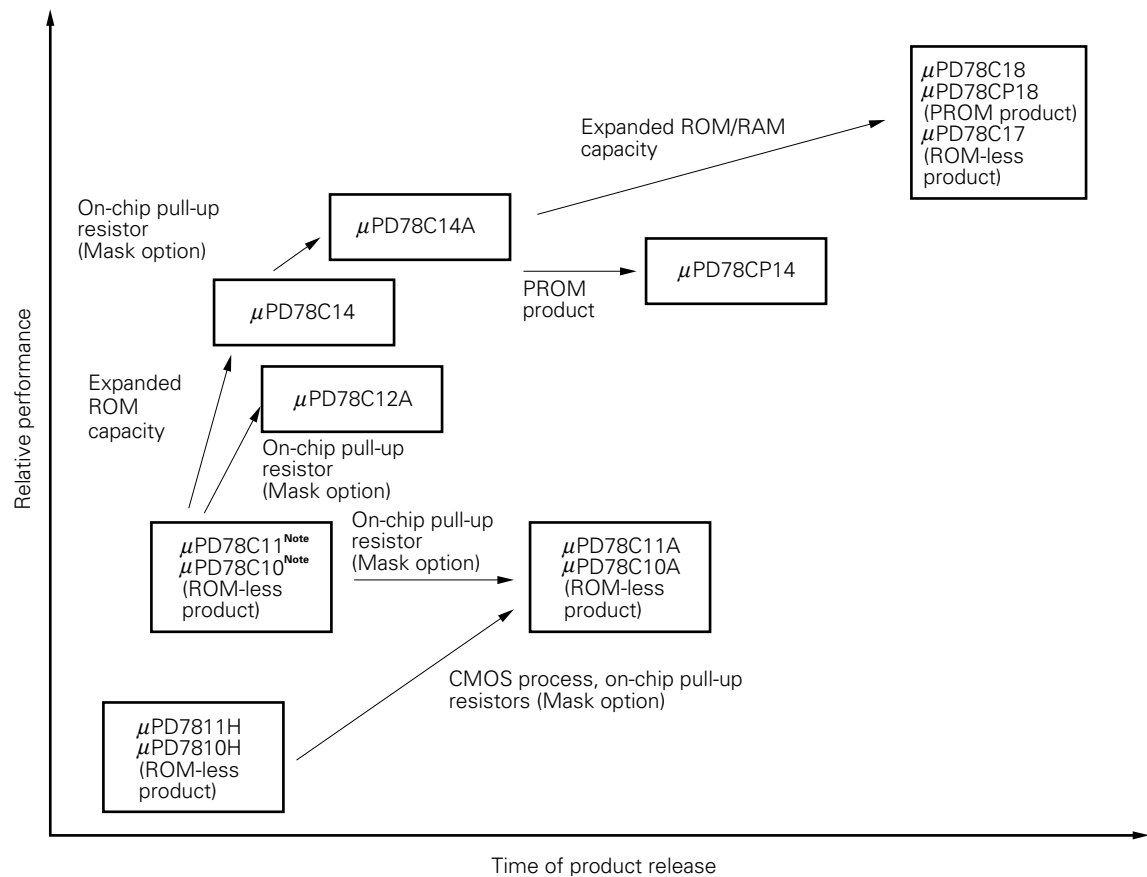 μPD78C18
μPD78CP18
(PROM product)
μPD78C17
(ROM-less
product)
Expanded ROM/RAM
capacity
On-chip pull-up
resistor
(Mask option)
μPD78C14A
μPD78CP14
PROM
product
μPD78C14
Expanded
ROM
capacity
μPD78C12A
On-chip pull-up
resistor
(Mask option)
Relative performance
μPD78C11Note
μPD78C10Note
(ROM-less
product)
On-chip pull-up
resistor
(Mask option)
μPD78C11A
μPD78C10A
(ROM-less
product)
CMOS process, on-chip pull-up
resistors (Mask option)
μPD7811H
μPD7810H
(ROM-less
product)
Time of product release